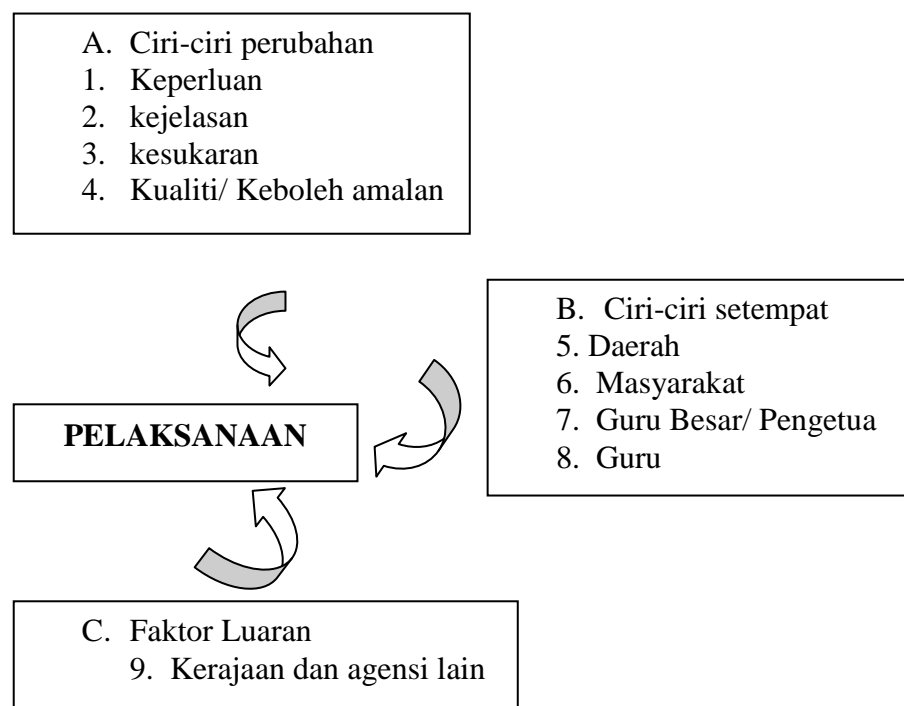 A. Ciri-ciri perubahan
1. Keperluan
2. kejelasan
3. kesukaran
4. Kualiti/ Keboleh amalan
B. Ciri-ciri setempat
5. Daerah
6. Masyarakat
7. Guru Besar/ Pengetua
8. Guru
PELAKSANAAN
C. Faktor Luaran
9. Kerajaan dan agensi lain